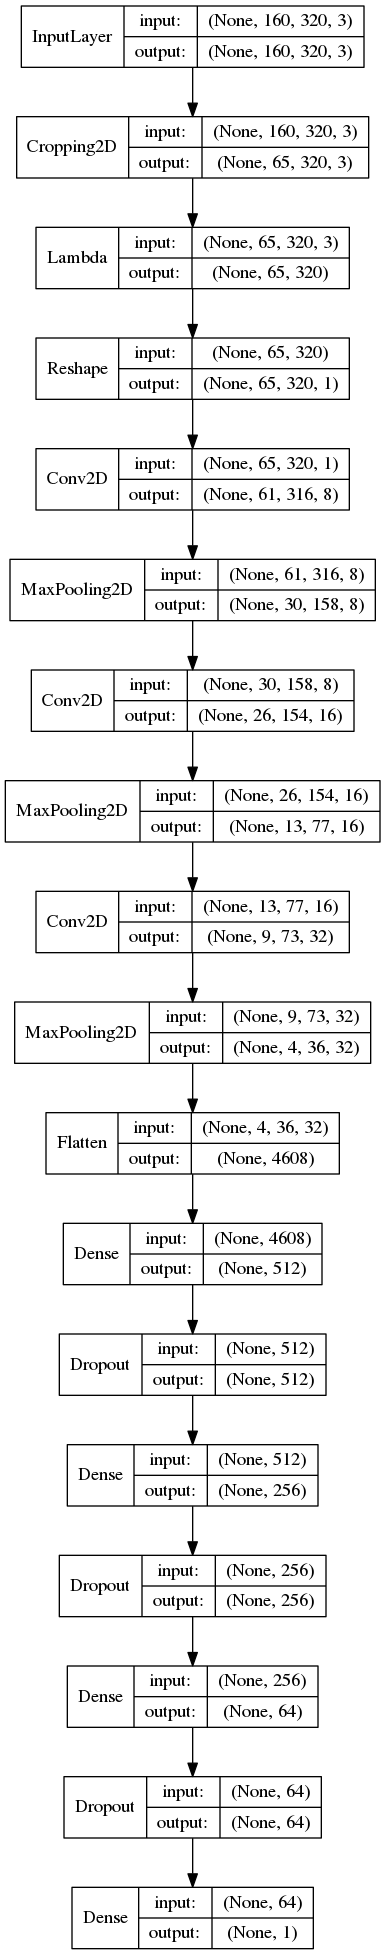 InputLayer input: (None, 160, 320, 3)
output: (None, 160, 320, 3)
Cropping2D input: (None, 160, 320, 3)
output: (None, 65, 320, 3)
Lambda input: (None, 65, 320, 3)
output: (None, 65, 320)
Reshape input: (None, 65, 320)
output: (None, 65, 320, 1)
Conv2D input: (None, 65, 320, 1)
output: (None, 61, 316, 8)
MaxPooling2D input: (None, 61, 316, 8)
output: (None, 30, 158, 8)
Conv2D input: (None, 30, 158, 8)
output: (None, 26, 154, 16)
MaxPooling2D input: (None, 26, 154, 16)
output: (None, 13, 77, 16)
Conv2D input: (None, 13, 77, 16)
output: (None, 9, 73, 32)
MaxPooling2D input: (None, 9, 73, 32)
output: (None, 4, 36, 32)
Flatten input: (None, 4, 36, 32)
output: (None, 4608)
Dense input: (None, 4608)
output: (None, 512)
Dropout input: (None, 512)
output: (None, 512)
Dense input: (None, 512)
output: (None, 256)
Dropout input: (None, 256)
output: (None, 256)
Dense input: (None, 256)
output: (None, 64)
Dropout input: (None, 64)
output: (None, 64)
Dense input: (None, 64)
output: (None, 1)